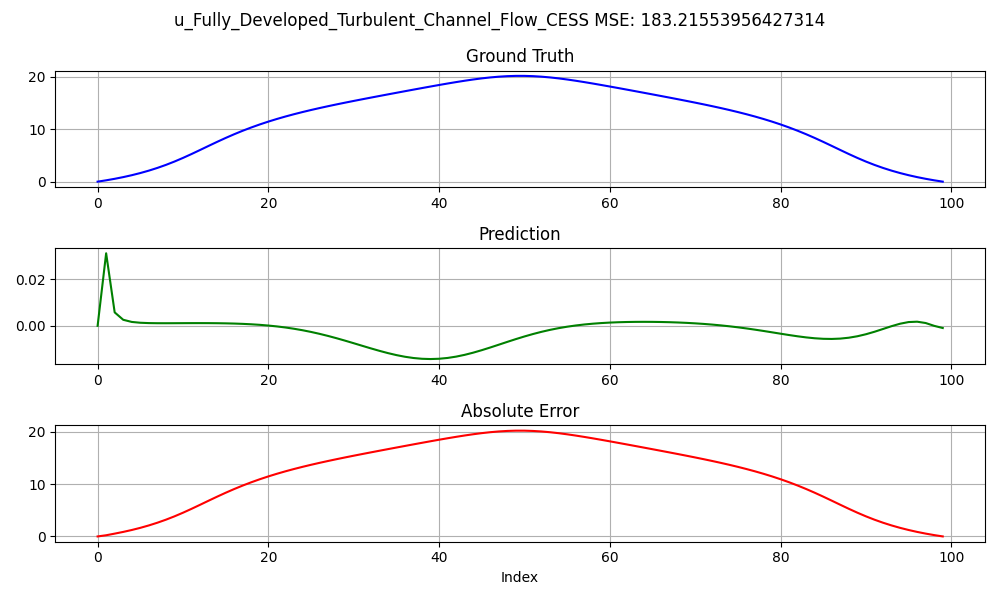 u_Fully_Developed_Turbulent_Channel_Flow_CESS MSE: 183.21553956427314
Ground Truth
20
10
0
0 20 40 60 80 100
Prediction
0.02
0.00
0 20 40 60 80 100
Absolute Error
20
10
0
0 20 40 60 80 100
Index